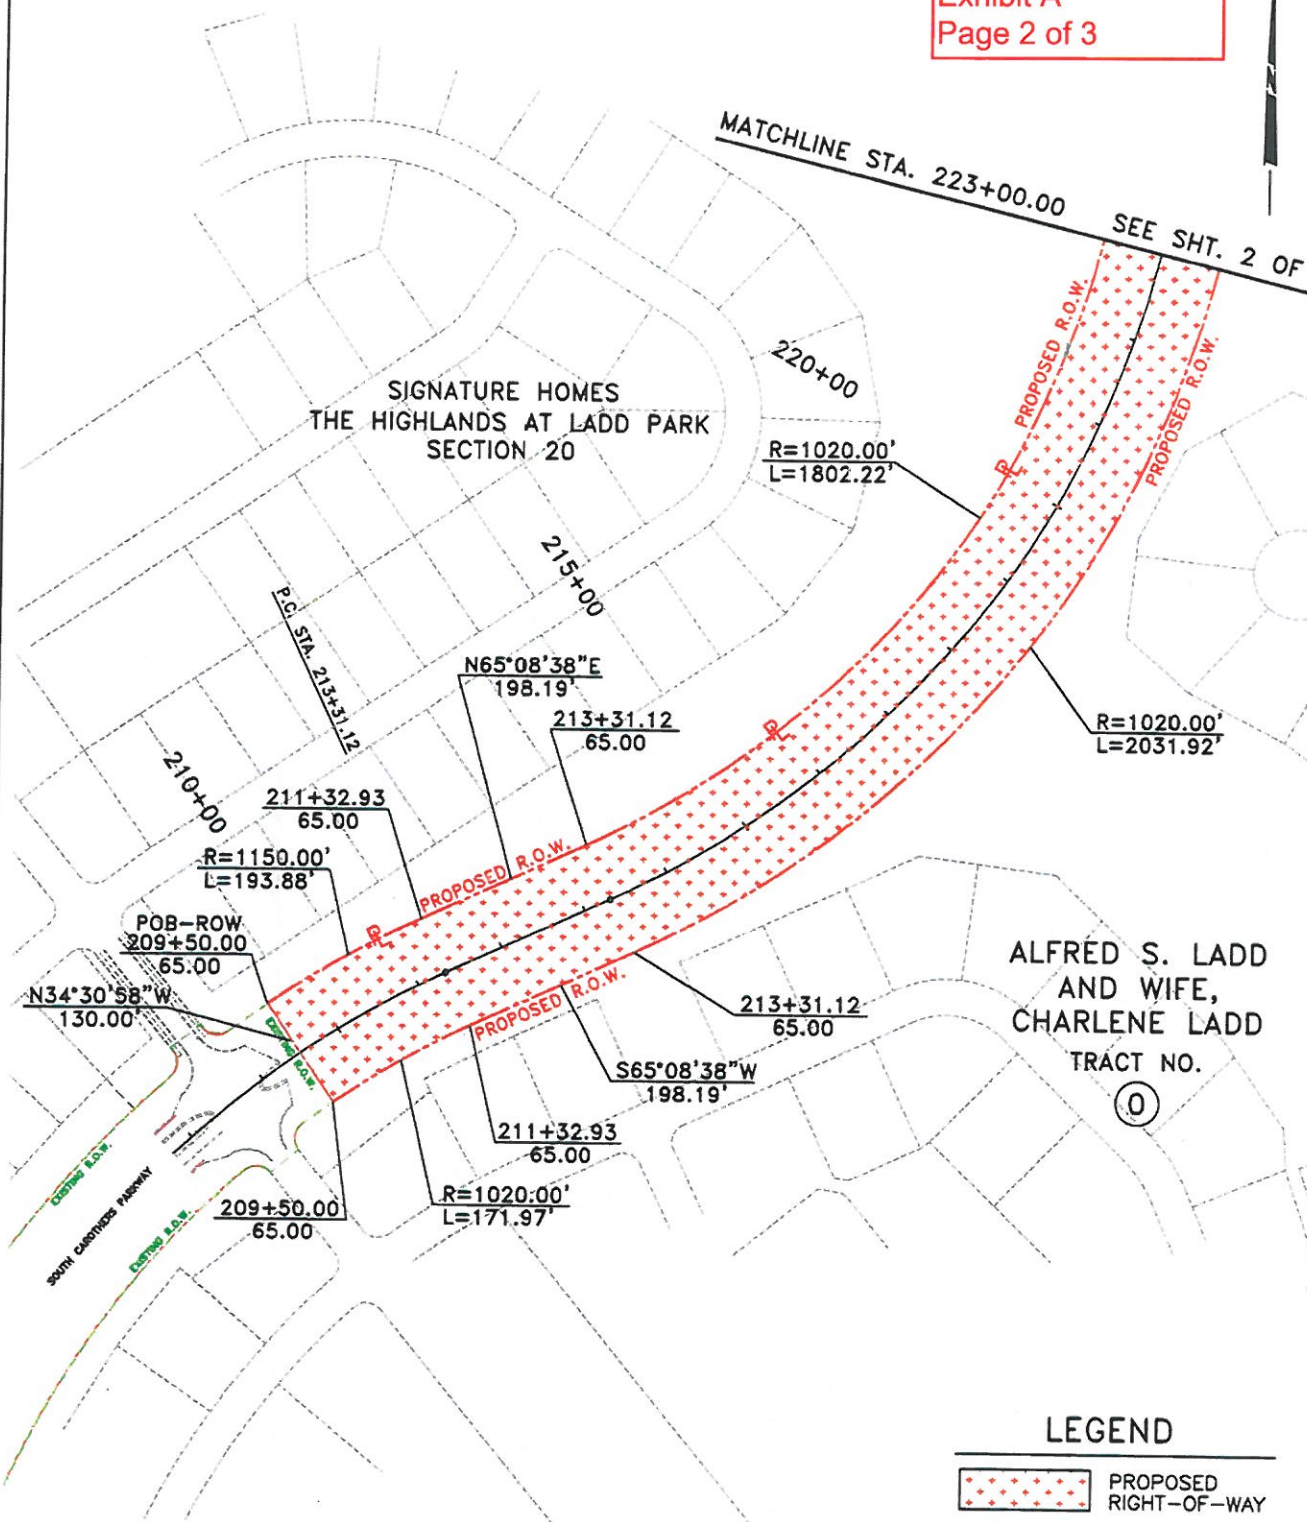 Exhibit A
Page 2 of 3
N
MATCHLINE STA. 223+00.00
SEE SHT. 2 OF
SIGNATURE HOMES
THE HIGHLANDS AT LADD PARK
SECTION 20
220+00
PROPOSED R.O.W.
PROPOSED R.O.W.
R=1020.00'
L=1802.22'
PL
215+00
P.C. STA. 213+31.12
N65°08'38"E
198.19'
213+31.12
65.00
PL
R=1020.00'
L=2031.92'
210+00
211+32.93
65.00
R=1150.00'
L=193.88'
PROPOSED R.O.W.
PL
POB-ROW
209+50.00
65.00
N34°30'58"W
130.00'
EXISTING R.O.W.
PROPOSED R.O.W.
213+31.12
65.00
S65°08'38"W
198.19'
ALFRED S. LADD
AND WIFE,
CHARLENE LADD
TRACT NO.
0
211+32.93
65.00
R=1020.00'
L=171.97'
209+50.00
65.00
EXISTING R.O.W.
SOUTH CAROTHERS PARKWAY
EXISTING R.O.W.
LEGEND
PROPOSED
RIGHT-OF-WAY